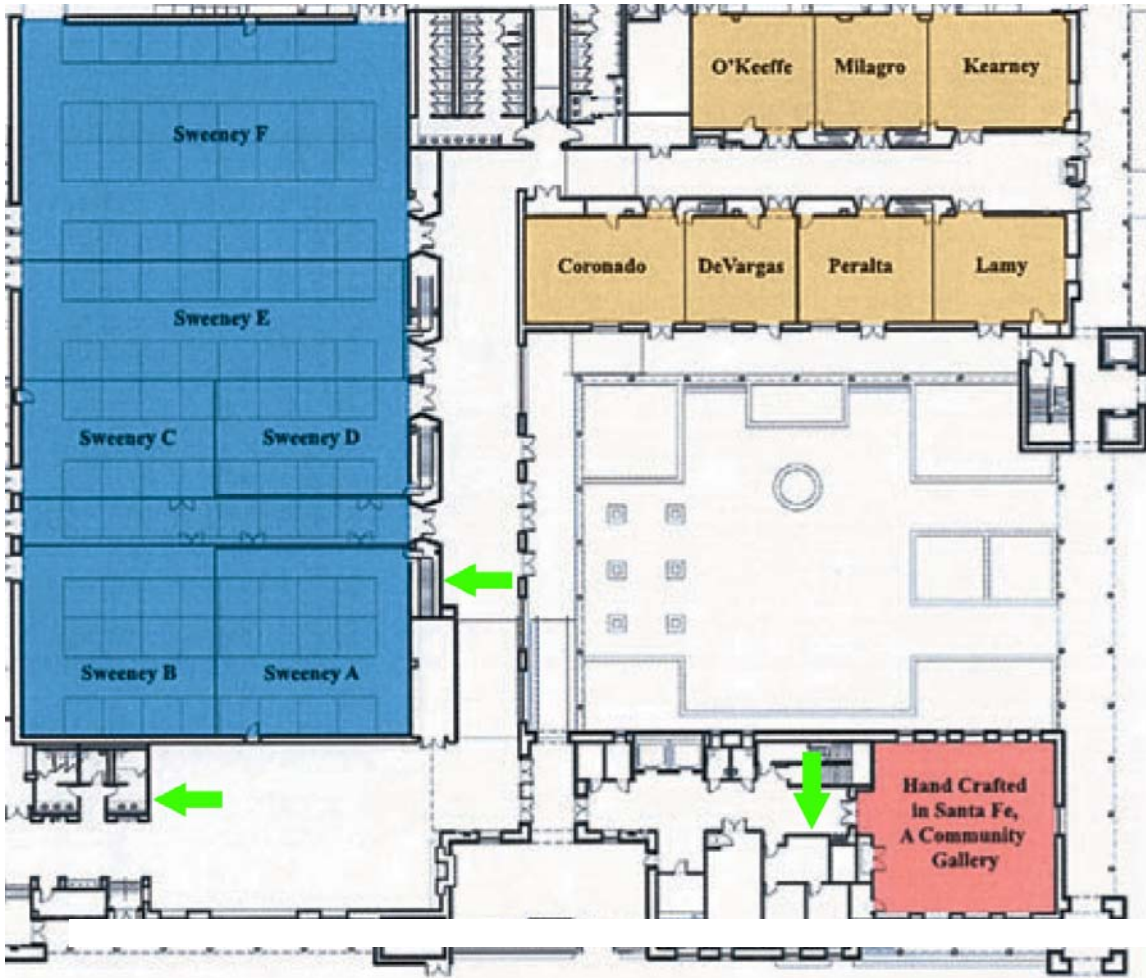 O'Keeffe
Milagro
Kearney
Sweeney F
Coronado
DeVargas
Peralta
Lamy
Sweeney E
Sweeney C
Sweeney D
Sweeney B
Sweeney A
Hand Crafted
in Santa Fe,
A Community
Gallery